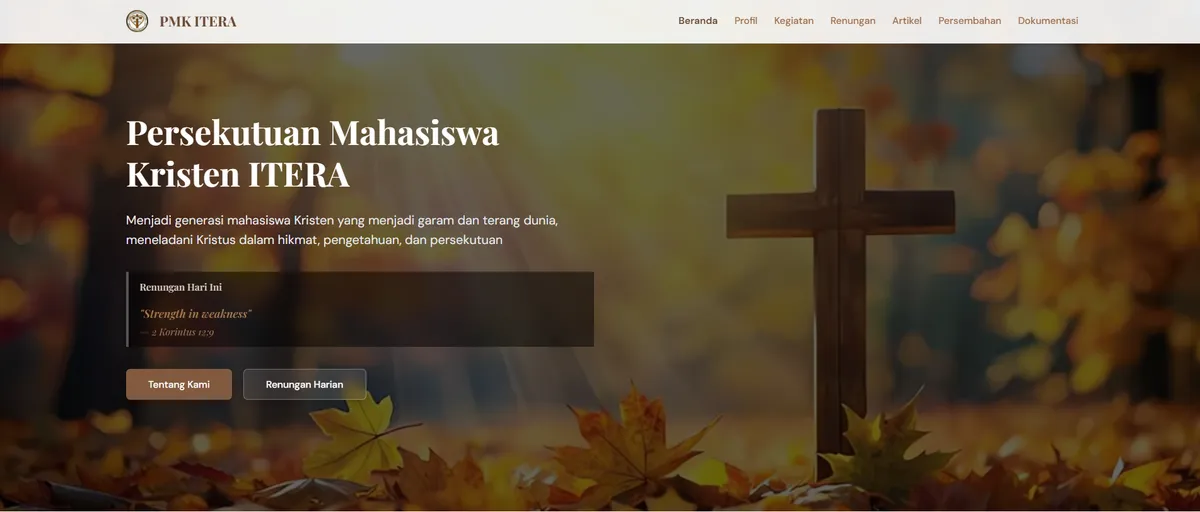 PMK ITERA
Beranda Profil Kegiatan Renungan Artikel Persembahan Dokumentasi
Persekutuan Mahasiswa
Kristen ITERA
Menjadi generasi mahasiswa Kristen yang menjadi garam dan terang dunia,
meneladani Kristus dalam hikmat, pengetahuan, dan persekutuan
Renungan Hari Ini
"Strength in weakness"
— 2 Korintus 12:9
Tentang Kami
Renungan Harian